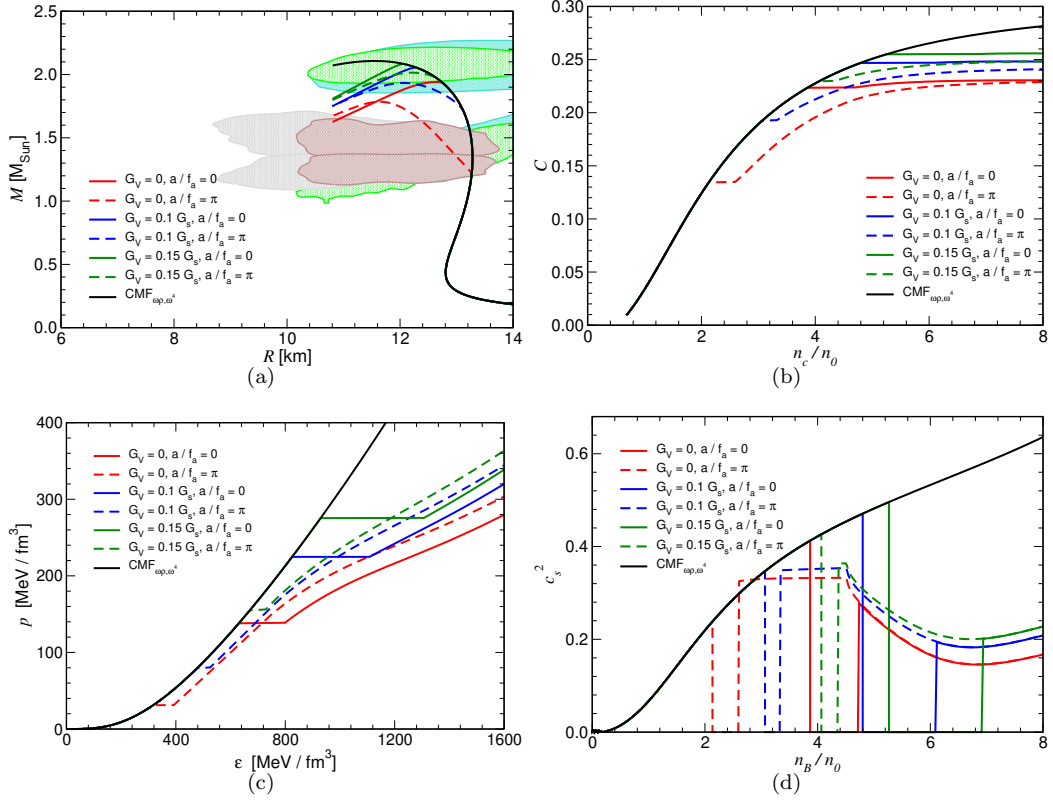 2.5
2.0
1.5
1.0
0.5
0.0
M [M_Sun]
G_V = 0, a / f_a = 0
G_V = 0, a / f_a = π
G_V = 0.1 G_s, a / f_a = 0
G_V = 0.1 G_s, a / f_a = π
G_V = 0.15 G_s, a / f_a = 0
G_V = 0.15 G_s, a / f_a = π
CMF_ωρ,ω⁴
6 8 10 12 14
R [km]
(a)
0.30
0.25
0.20
0.15
0.10
0.05
0.00
C
G_V = 0, a / f_a = 0
G_V = 0, a / f_a = π
G_V = 0.1 G_s, a / f_a = 0
G_V = 0.1 G_s, a / f_a = π
G_V = 0.15 G_s, a / f_a = 0
G_V = 0.15 G_s, a / f_a = π
CMF_ωρ,ω⁴
0 2 4 6 8
n_c / n_0
(b)
400
300
200
100
0
p [MeV / fm³]
G_V = 0, a / f_a = 0
G_V = 0, a / f_a = π
G_V = 0.1 G_s, a / f_a = 0
G_V = 0.1 G_s, a / f_a = π
G_V = 0.15 G_s, a / f_a = 0
G_V = 0.15 G_s, a / f_a = π
CMF_ωρ,ω⁴
0 400 800 1200 1600
ε [MeV / fm³]
(c)
0.6
0.4
0.2
0.0
c_s²
G_V = 0, a / f_a = 0
G_V = 0, a / f_a = π
G_V = 0.1 G_s, a / f_a = 0
G_V = 0.1 G_s, a / f_a = π
G_V = 0.15 G_s, a / f_a = 0
G_V = 0.15 G_s, a / f_a = π
CMF_ωρ,ω⁴
0 2 4 6 8
n_B / n_0
(d)